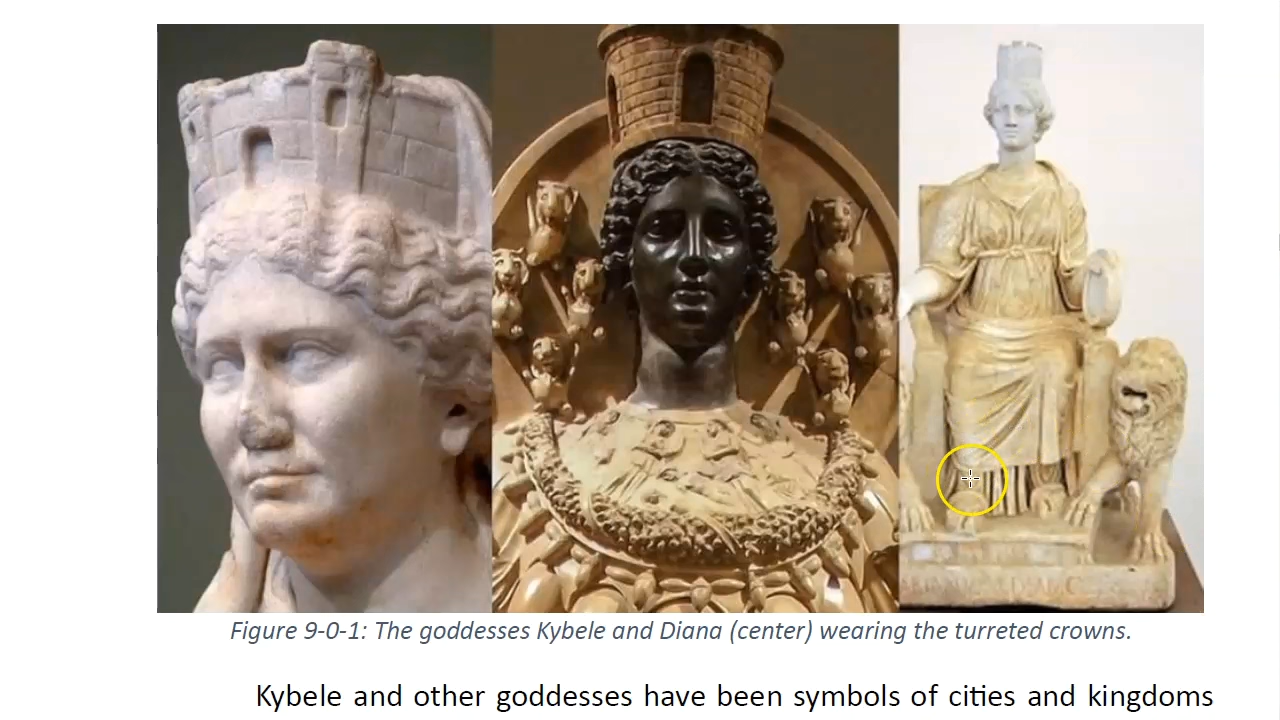 Figure 9-0-1: The goddesses Kybele and Diana (center) wearing the turreted crowns.
Kybele and other goddesses have been symbols of cities and kingdoms